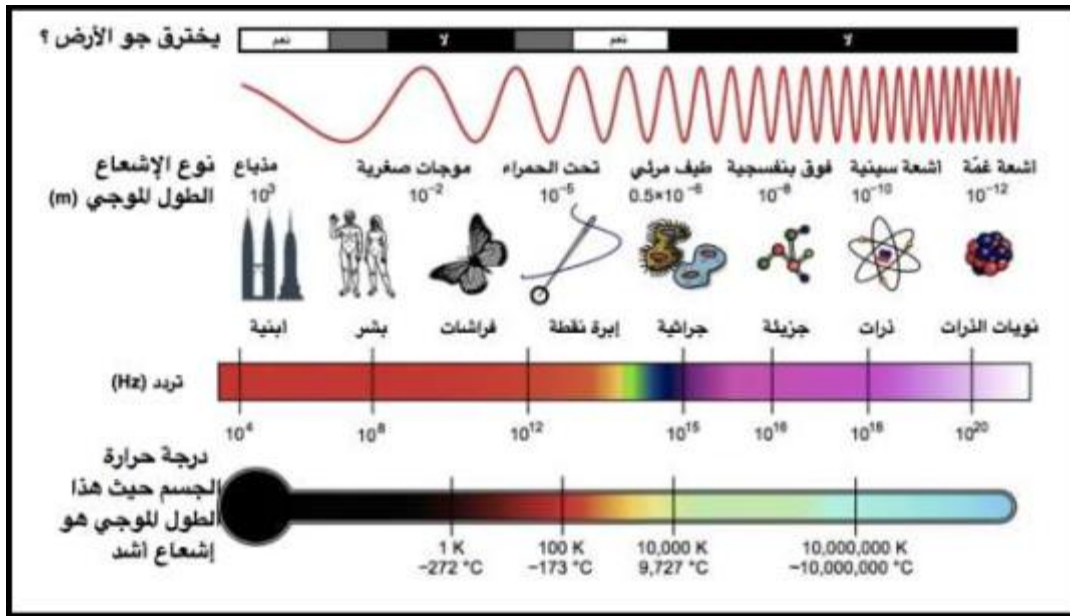 يخترق جو الأرض ؟
نعم لا نعم لا
نوع الإشعاع
الطول الموجي (m)
مذياع موجات صغرية تحت الحمراء طيف مرئي فوق بنفسجية اشعة سينية اشعة غمّة
10³ 10⁻² 10⁻⁵ 0.5×10⁻⁶ 10⁻⁸ 10⁻¹⁰ 10⁻¹²
ابنية بشر فراشات إبرة نقطة جراثية جزيئة ذرات نويات الذرات
تردد (Hz)
10⁴ 10⁸ 10¹² 10¹⁵ 10¹⁶ 10¹⁸ 10²⁰
درجة حرارة
الجسم حيث هذا
الطول الموجي هو
إشعاع أشد
1 K 100 K 10,000 K 10,000,000 K
−272 °C −173 °C 9,727 °C ~10,000,000 °C